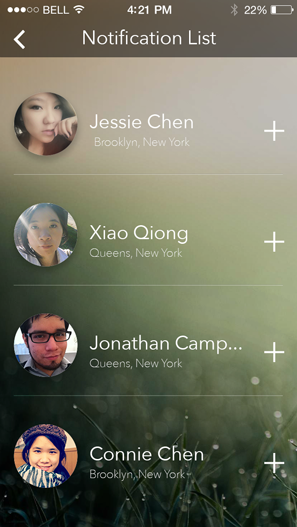 BELL 4:21 PM 22%
Notification List
Jessie Chen
Brooklyn, New York
Xiao Qiong
Queens, New York
Jonathan Camp...
Queens, New York
Connie Chen
Brooklyn, New York